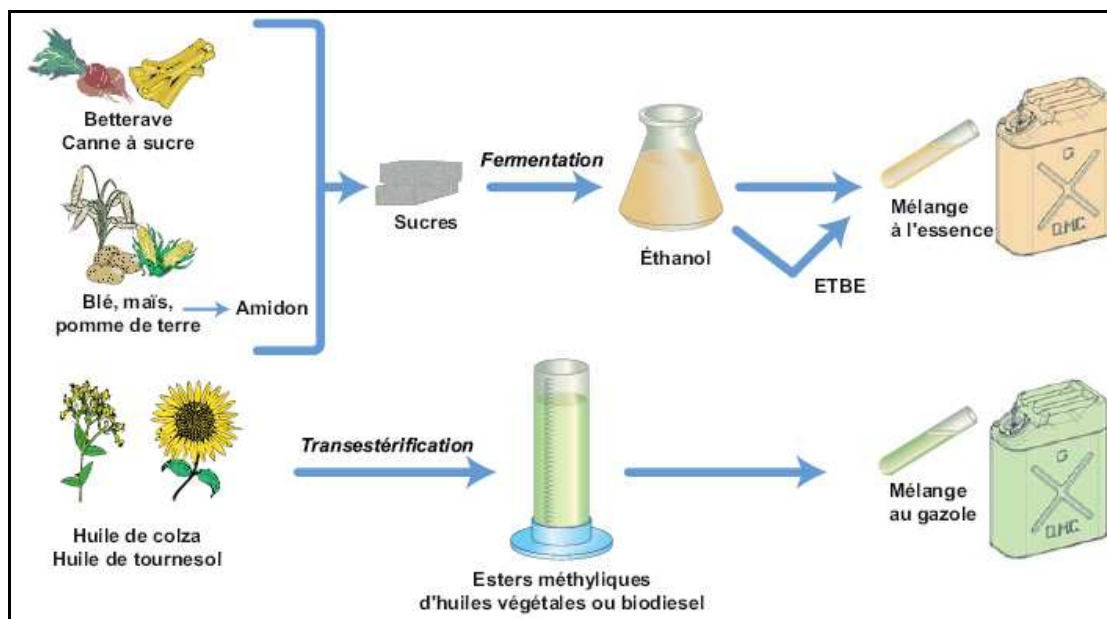 Betterave
Canne à sucre
Blé, maïs,
pomme de terre
Amidon
Sucres
Fermentation
Éthanol
ETBE
Mélange
à l'essence
G
D.M.C.
Huile de colza
Huile de tournesol
Transestérification
Esters méthyliques
d'huiles végétales ou biodiesel
Mélange
au gazole
G
D.M.C.